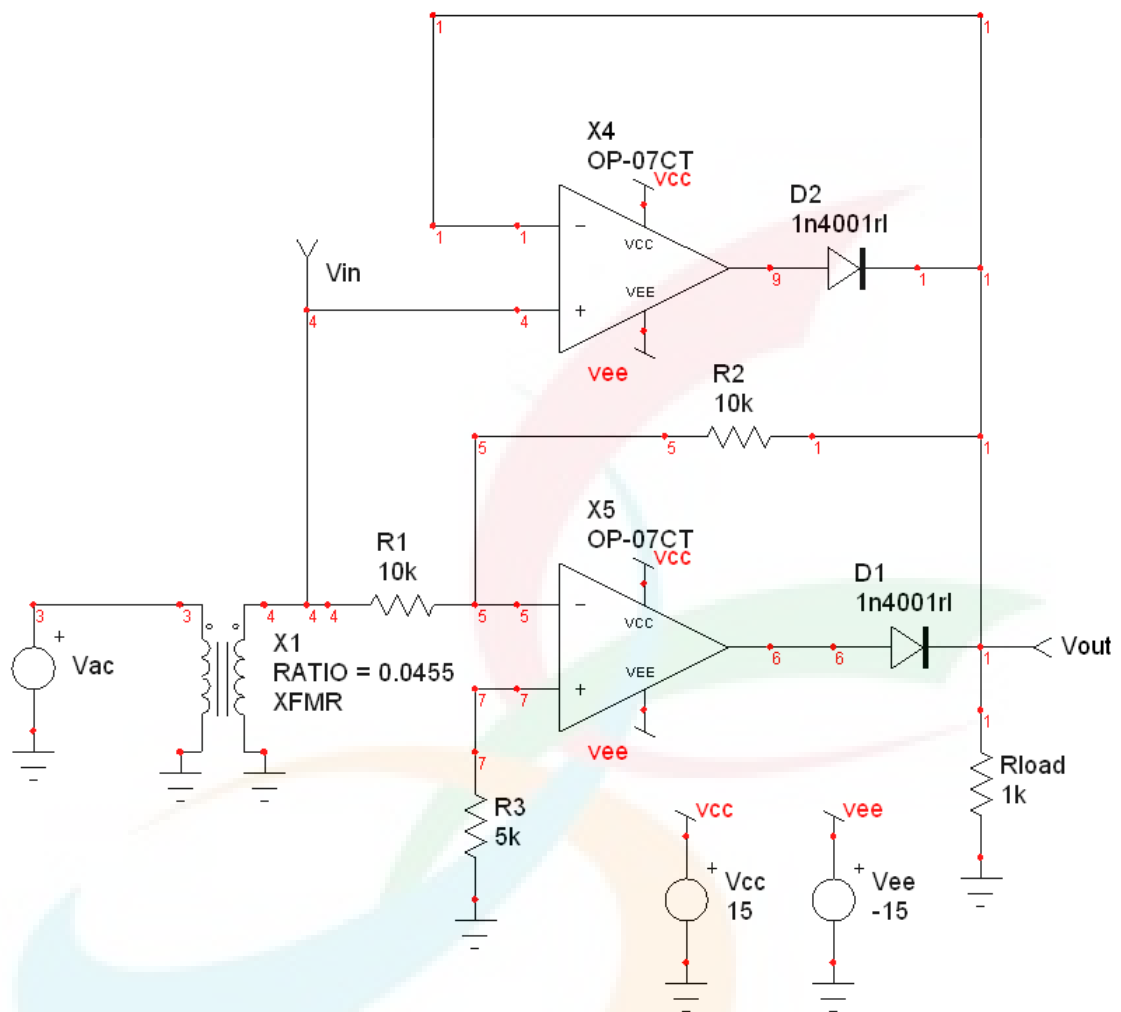 1
1
X4
OP-07CT
vcc
D2
1n4001rl
1
1
−
VCC
Vin
9
1
1
VEE
4
4
+
vee
R2
10k
5
5
1
1
X5
OP-07CT
vcc
R1
10k
D1
1n4001rl
3
3
4
4
4
5
5
−
VCC
+
Vac
X1
RATIO = 0.0455
XFMR
6
6
1
Vout
VEE
7
7
+
vee
1
7
R3
5k
Rload
1k
vcc
vee
+
Vcc
15
+
Vee
-15